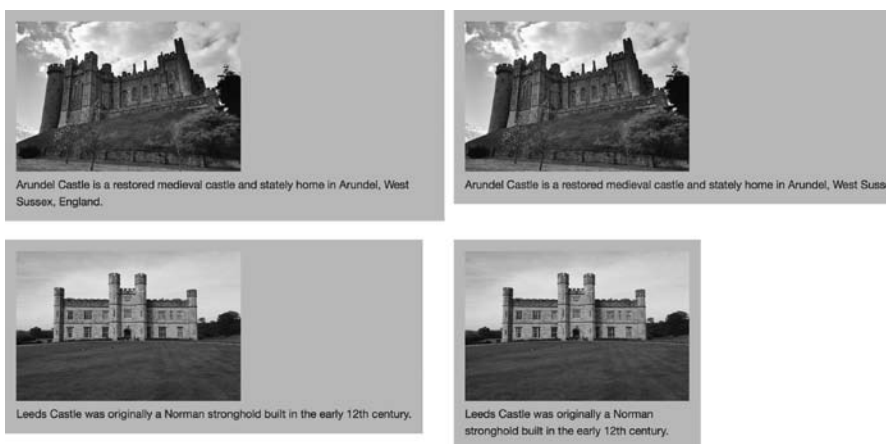 Arundel Castle is a restored medieval castle and stately home in Arundel, West
Sussex, England.
Arundel Castle is a restored medieval castle and stately home in Arundel, West Suss
Leeds Castle was originally a Norman stronghold built in the early 12th century.
Leeds Castle was originally a Norman
stronghold built in the early 12th century.